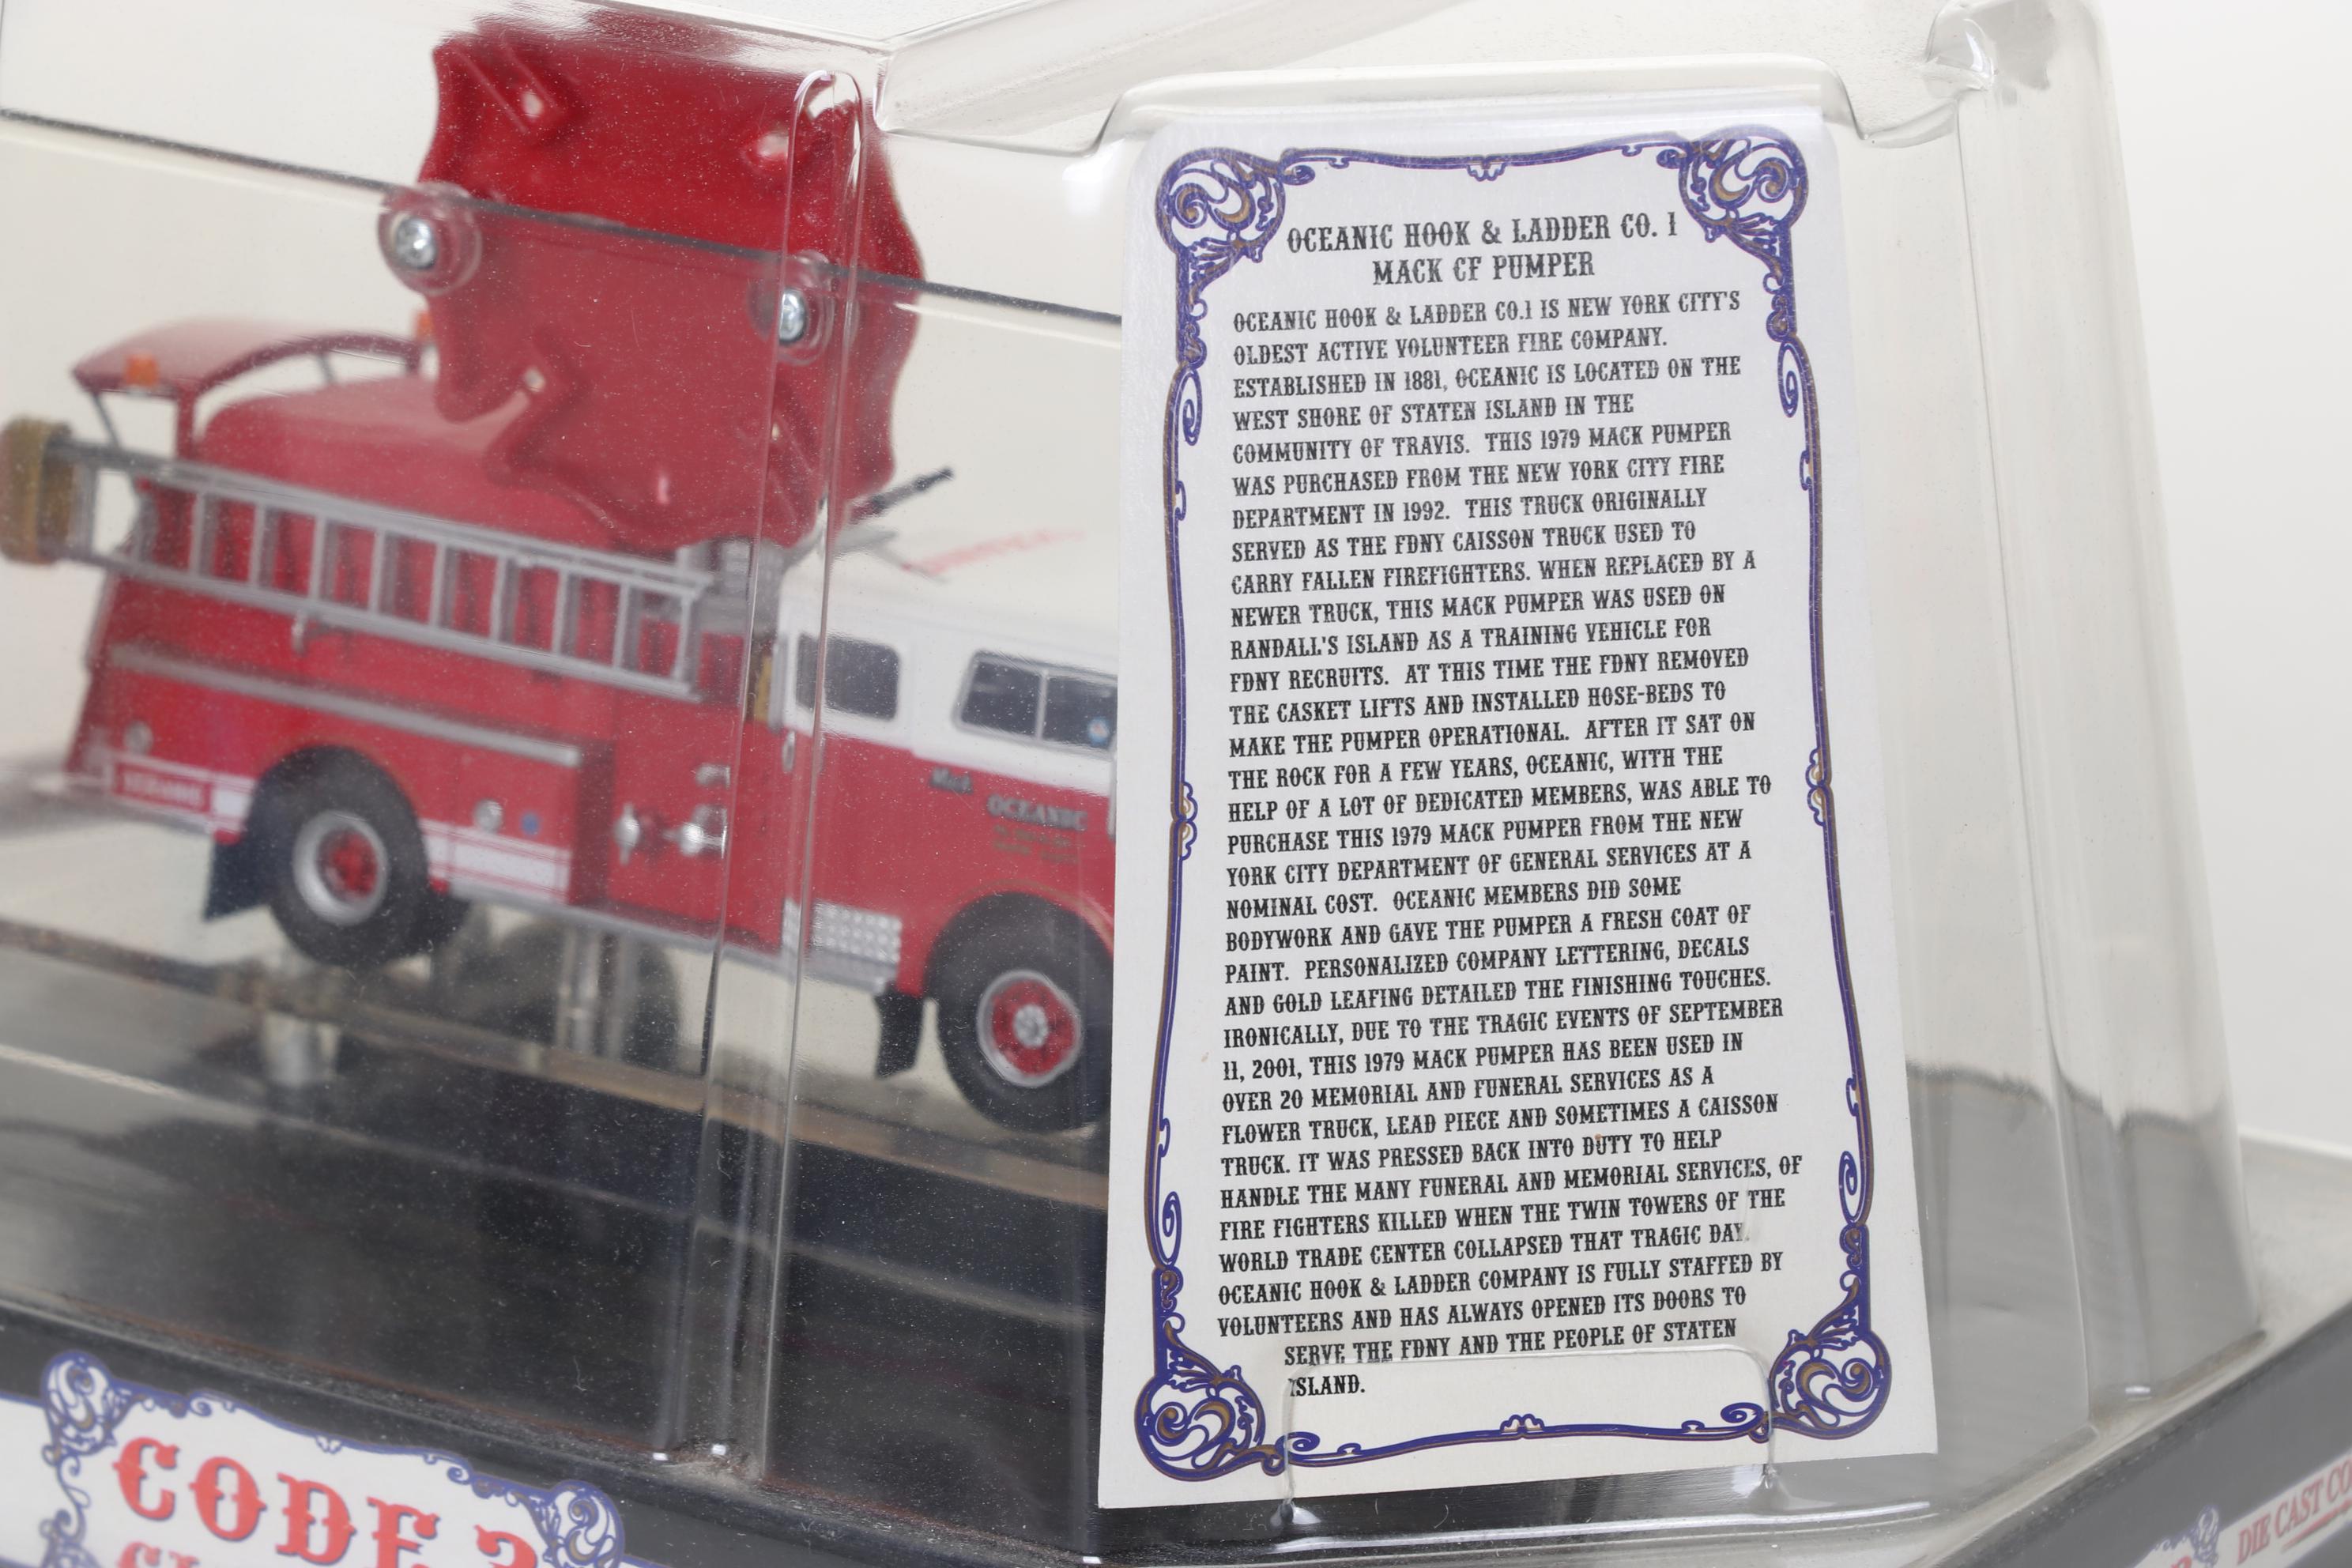 OCEANIC HOOK & LADDER CO. 1
MACK CF PUMPER
OCEANIC HOOK & LADDER CO.1 IS NEW YORK CITY'S
OLDEST ACTIVE VOLUNTEER FIRE COMPANY.
ESTABLISHED IN 1881, OCEANIC IS LOCATED ON THE
WEST SHORE OF STATEN ISLAND IN THE
COMMUNITY OF TRAVIS. THIS 1979 MACK PUMPER
WAS PURCHASED FROM THE NEW YORK CITY FIRE
DEPARTMENT IN 1992. THIS TRUCK ORIGINALLY
SERVED AS THE FDNY CAISSON TRUCK USED TO
CARRY FALLEN FIREFIGHTERS. WHEN REPLACED BY A
NEWER TRUCK, THIS MACK PUMPER WAS USED ON
RANDALL'S ISLAND AS A TRAINING VEHICLE FOR
FDNY RECRUITS. AT THIS TIME THE FDNY REMOVED
THE CASKET LIFTS AND INSTALLED HOSE-BEDS TO
MAKE THE PUMPER OPERATIONAL. AFTER IT SAT ON
THE ROCK FOR A FEW YEARS, OCEANIC, WITH THE
HELP OF A LOT OF DEDICATED MEMBERS, WAS ABLE TO
PURCHASE THIS 1979 MACK PUMPER FROM THE NEW
YORK CITY DEPARTMENT OF GENERAL SERVICES AT A
NOMINAL COST. OCEANIC MEMBERS DID SOME
BODYWORK AND GAVE THE PUMPER A FRESH COAT OF
PAINT. PERSONALIZED COMPANY LETTERING, DECALS
AND GOLD LEAFING DETAILED THE FINISHING TOUCHES.
IRONICALLY, DUE TO THE TRAGIC EVENTS OF SEPTEMBER
11, 2001, THIS 1979 MACK PUMPER HAS BEEN USED IN
OVER 20 MEMORIAL AND FUNERAL SERVICES AS A
FLOWER TRUCK, LEAD PIECE AND SOMETIMES A CAISSON
TRUCK. IT WAS PRESSED BACK INTO DUTY TO HELP
HANDLE THE MANY FUNERAL AND MEMORIAL SERVICES, OF
FIRE FIGHTERS KILLED WHEN THE TWIN TOWERS OF THE
WORLD TRADE CENTER COLLAPSED THAT TRAGIC DAY.
OCEANIC HOOK & LADDER COMPANY IS FULLY STAFFED BY
VOLUNTEERS AND HAS ALWAYS OPENED ITS DOORS TO
SERVE THE FDNY AND THE PEOPLE OF STATEN
ISLAND.
OCEANIC
CODE 3
DIE CAST CO